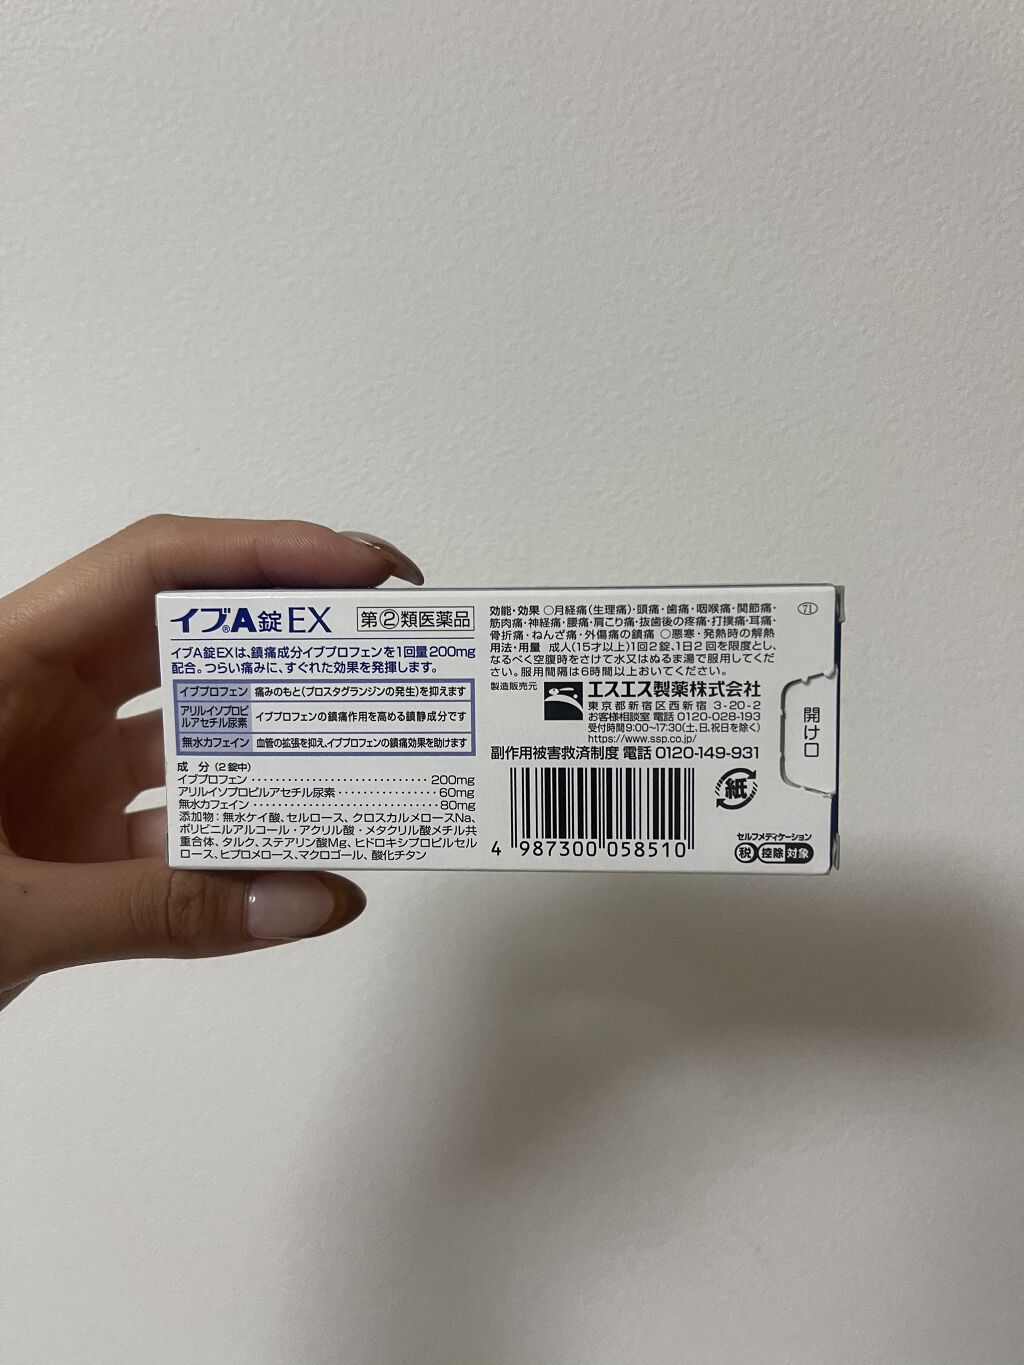 イブ®A錠EX 第②類医薬品
イブA錠EXは、鎮痛成分イブプロフェンを1回量200mg
配合。つらい痛みに、すぐれた効果を発揮します。
イブプロフェン 痛みのもと(プロスタグランジンの発生)を抑えます
アリルイソプロピ
ルアセチル尿素 イブプロフェンの鎮痛作用を高める鎮静成分です
無水カフェイン 血管の拡張を抑え、イブプロフェンの鎮痛効果を助けます
成 分(2錠中)
イブプロフェン・・・・・・・・・・・・・・・・・・・・・・・・・・・・・200mg
アリルイソプロピルアセチル尿素・・・・・・・・・・・・・・・・60mg
無水カフェイン・・・・・・・・・・・・・・・・・・・・・・・・・・・・・・80mg
添加物:無水ケイ酸、セルロース、クロスカルメロースNa、
ポリビニルアルコール・アクリル酸・メタクリル酸メチル共
重合体、タルク、ステアリン酸Mg、ヒドロキシプロピルセル
ロース、ヒプロメロース、マクロゴール、酸化チタン
効能・効果 ○月経痛(生理痛)・頭痛・歯痛・咽喉痛・関節痛・
筋肉痛・神経痛・腰痛・肩こり痛・抜歯後の疼痛・打撲痛・耳痛・
骨折痛・ねんざ痛・外傷痛の鎮痛 ○悪寒・発熱時の解熱
用法・用量 成人(15才以上)1回2錠、1日2回を限度とし、
なるべく空腹時をさけて水又はぬるま湯で服用してくだ
さい。服用間隔は6時間以上おいてください。
製造販売元 エスエス製薬株式会社
東京都新宿区西新宿 3-20-2
お客様相談室 電話 0120-028-193
受付時間9:00〜17:30(土、日、祝日を除く)
https://www.ssp.co.jp/
副作用被害救済制度 電話 0120-149-931
4 987300 058510
紙
71
開け口
セルフメディケーション
税 控除 対象